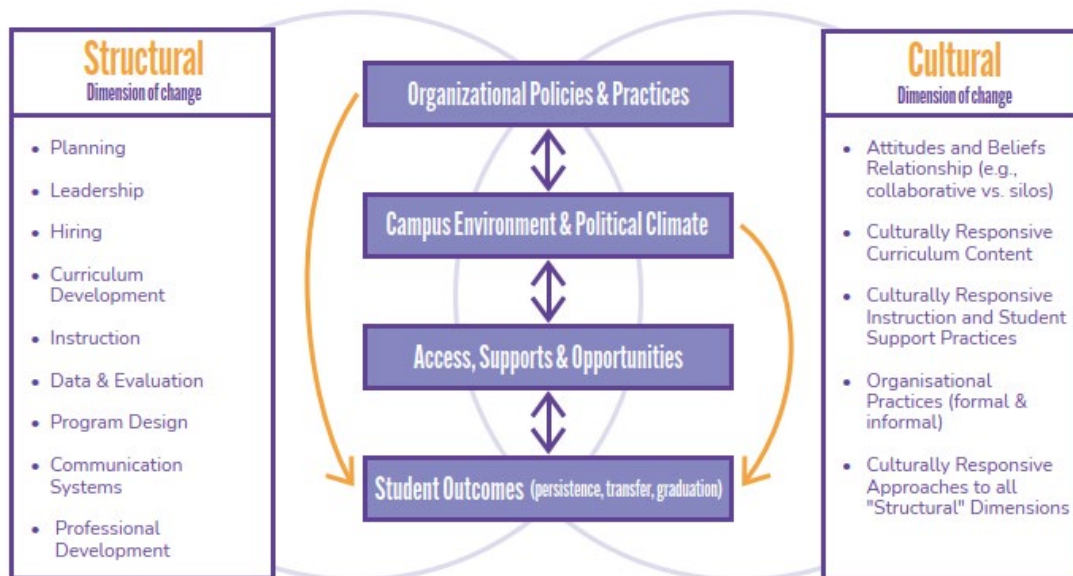 Structural
Dimension of change
• Planning
• Leadership
• Hiring
• Curriculum
Development
• Instruction
• Data & Evaluation
• Program Design
• Communication
Systems
• Professional
Development
Organizational Policies & Practices
Campus Environment & Political Climate
Access, Supports & Opportunities
Student Outcomes (persistence, transfer, graduation)
Cultural
Dimension of change
• Attitudes and Beliefs
Relationship (e.g.,
collaborative vs. silos)
• Culturally Responsive
Curriculum Content
• Culturally Responsive
Instruction and Student
Support Practices
• Organisational
Practices (formal &
informal)
• Culturally Responsive
Approaches to all
"Structural" Dimensions